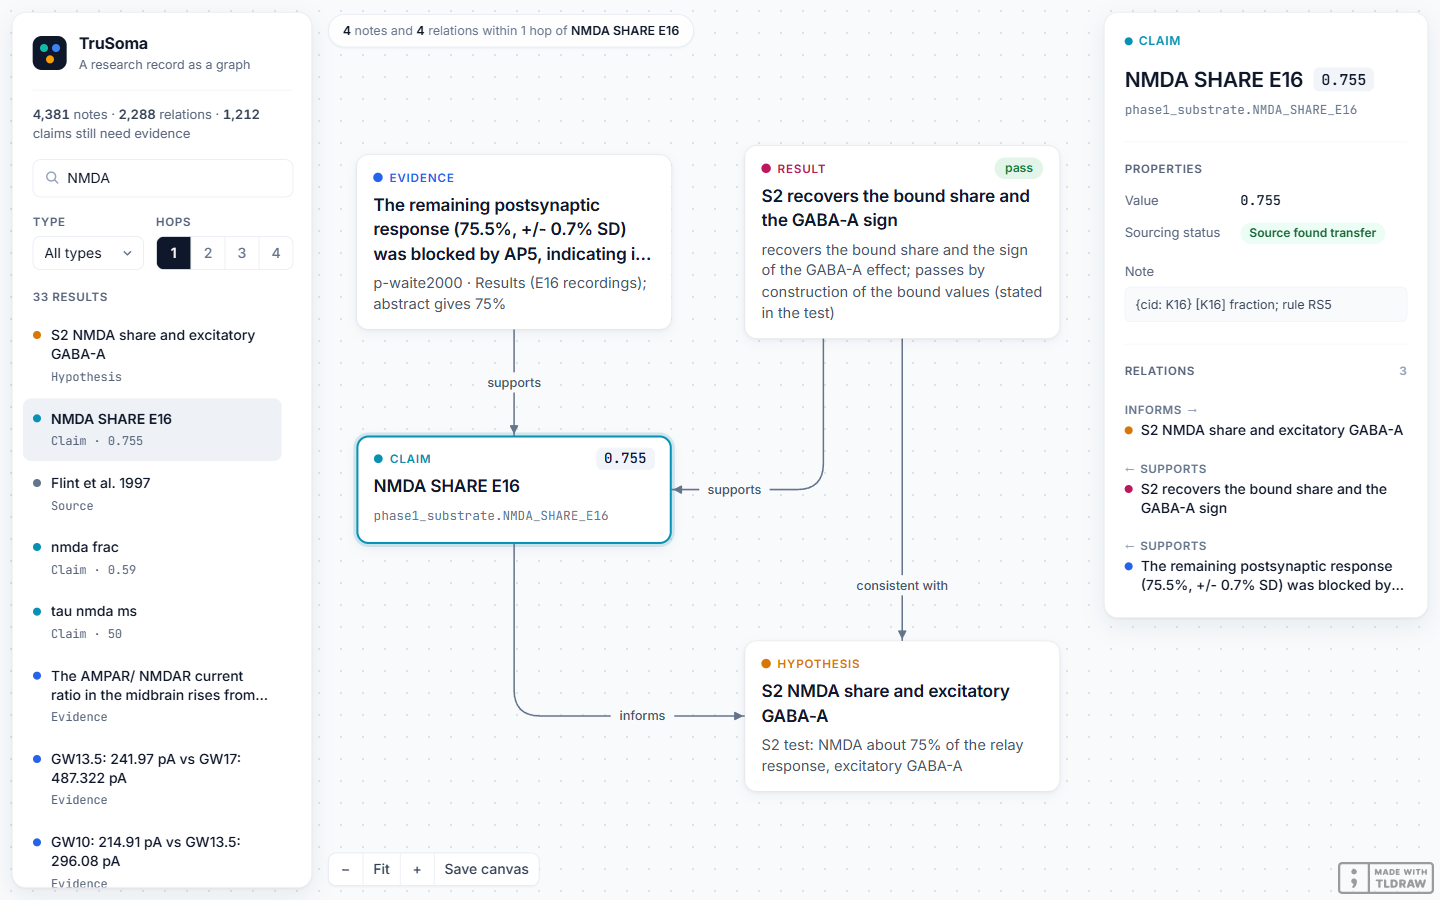 TruSoma
A research record as a graph
4,381 notes · 2,288 relations · 1,212
claims still need evidence
NMDA
TYPE
HOPS
All types
1 2 3 4
33 RESULTS
S2 NMDA share and excitatory
GABA-A
Hypothesis
NMDA SHARE E16
Claim · 0.755
Flint et al. 1997
Source
nmda frac
Claim · 0.59
tau nmda ms
Claim · 50
The AMPAR/ NMDAR current
ratio in the midbrain rises from...
Evidence
GW13.5: 241.97 pA vs GW17:
487.322 pA
Evidence
GW10: 214.91 pA vs GW13.5:
296.08 pA
Evidence
4 notes and 4 relations within 1 hop of NMDA SHARE E16
EVIDENCE
The remaining postsynaptic
response (75.5%, +/- 0.7% SD)
was blocked by AP5, indicating i...
p-waite2000 · Results (E16 recordings);
abstract gives 75%
RESULT
pass
S2 recovers the bound share and
the GABA-A sign
recovers the bound share and the sign
of the GABA-A effect; passes by
construction of the bound values (stated
in the test)
supports
CLAIM
0.755
NMDA SHARE E16
phase1_substrate.NMDA_SHARE_E16
supports
consistent with
informs
HYPOTHESIS
S2 NMDA share and excitatory
GABA-A
S2 test: NMDA about 75% of the relay
response, excitatory GABA-A
− Fit + Save canvas
CLAIM
NMDA SHARE E16
0.755
phase1_substrate.NMDA_SHARE_E16
PROPERTIES
Value 0.755
Sourcing status Source found transfer
Note
{cid: K16} [K16] fraction; rule RS5
RELATIONS 3
INFORMS →
S2 NMDA share and excitatory GABA-A
← SUPPORTS
S2 recovers the bound share and the
GABA-A sign
← SUPPORTS
The remaining postsynaptic response
(75.5%, +/- 0.7% SD) was blocked by...
MADE WITH
TLDRAW